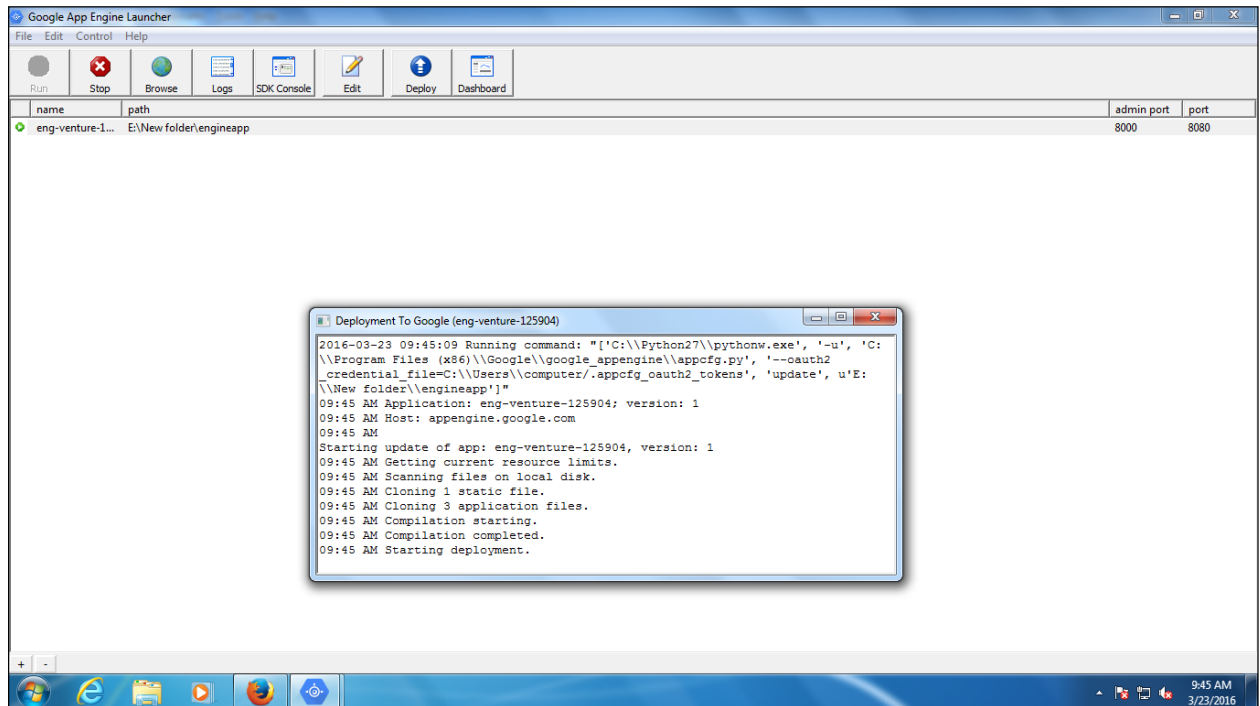 Google App Engine Launcher
File Edit Control Help
Run Stop Browse Logs SDK Console Edit Deploy Dashboard
name path admin port port
eng-venture-1... E:\New folder\engineapp 8000 8080
Deployment To Google (eng-venture-125904)
2016-03-23 09:45:09 Running command: "['C:\\Python27\\pythonw.exe', '-u', 'C:
\\Program Files (x86)\\Google\\google_appengine\\appcfg.py', '--oauth2
_credential_file=C:\\Users\\computer/.appcfg_oauth2_tokens', 'update', u'E:
\\New folder\\engineapp']"
09:45 AM Application: eng-venture-125904; version: 1
09:45 AM Host: appengine.google.com
09:45 AM
Starting update of app: eng-venture-125904, version: 1
09:45 AM Getting current resource limits.
09:45 AM Scanning files on local disk.
09:45 AM Cloning 1 static file.
09:45 AM Cloning 3 application files.
09:45 AM Compilation starting.
09:45 AM Compilation completed.
09:45 AM Starting deployment.
+ -
9:45 AM
3/23/2016